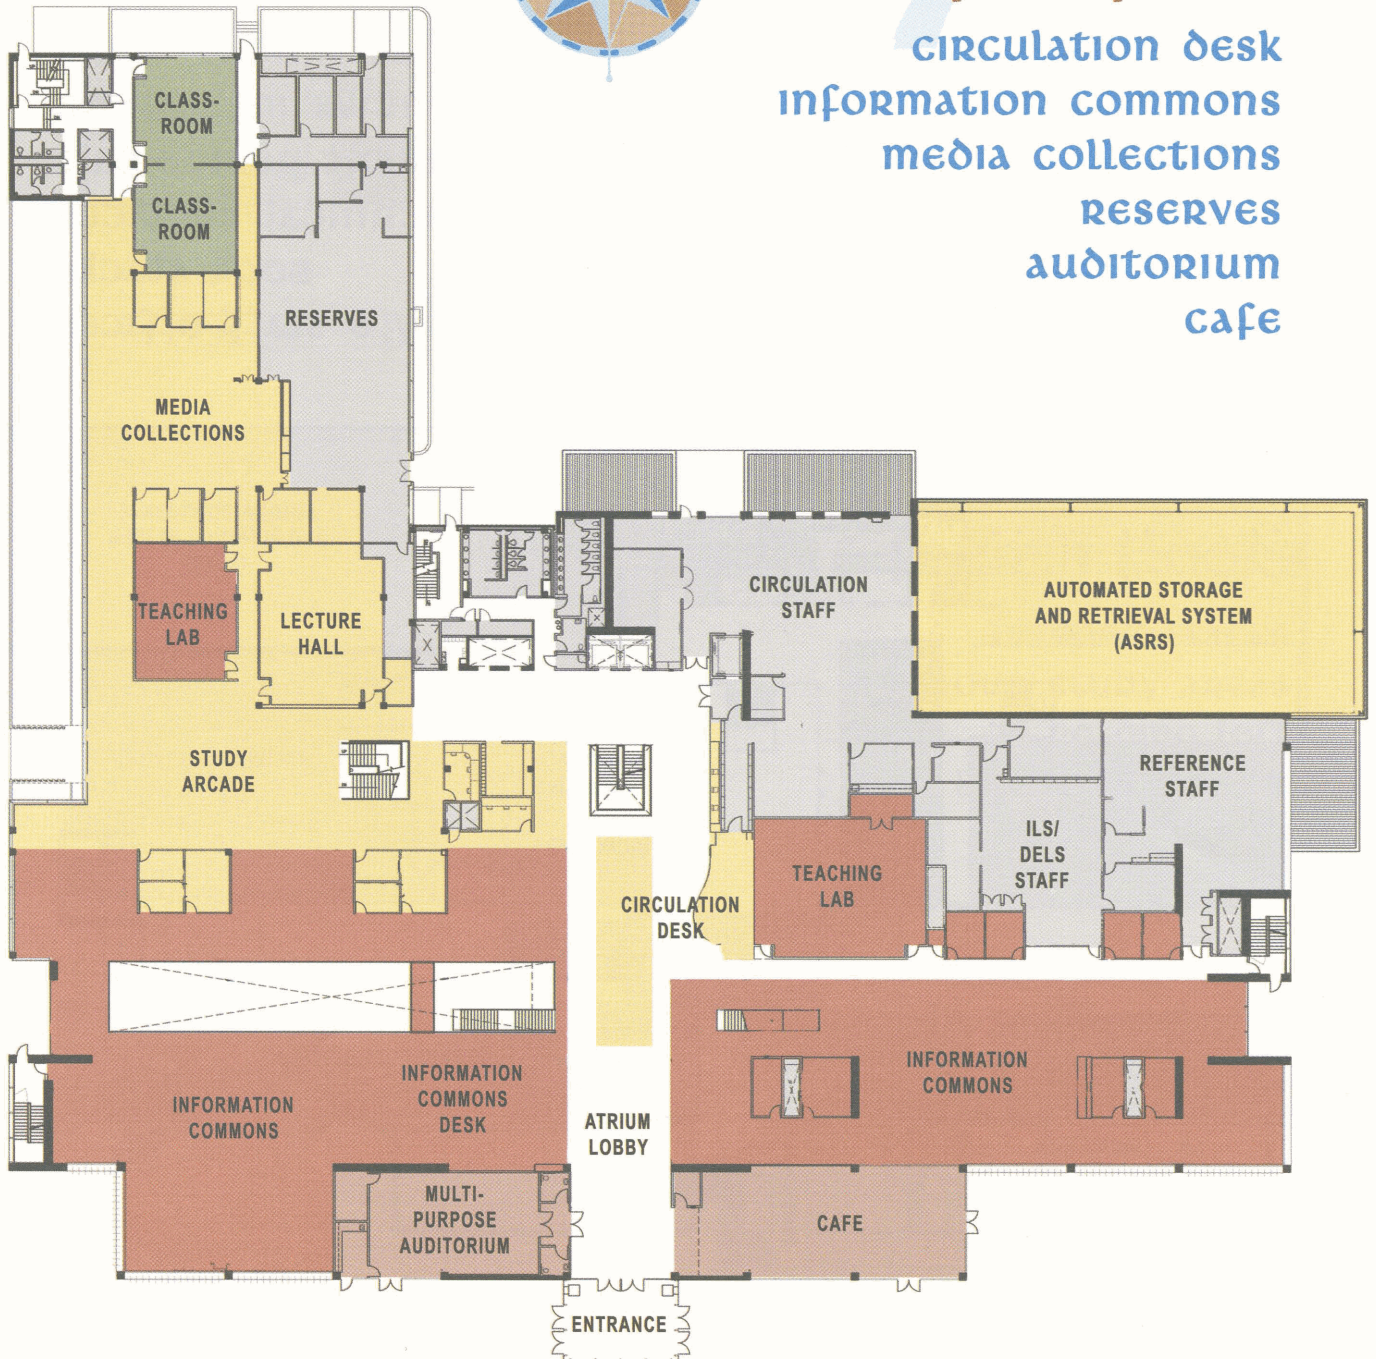 CIRCULATION DESK
INFORMATION COMMONS
MEDIA COLLECTIONS
RESERVES
AUDITORIUM
CAFE
CLASS-
ROOM
CLASS-
ROOM
RESERVES
MEDIA
COLLECTIONS
TEACHING
LAB
LECTURE
HALL
CIRCULATION
STAFF
AUTOMATED STORAGE
AND RETRIEVAL SYSTEM
(ASRS)
STUDY
ARCADE
REFERENCE
STAFF
ILS/
DELS
STAFF
TEACHING
LAB
CIRCULATION
DESK
INFORMATION
COMMONS
INFORMATION
COMMONS
DESK
ATRIUM
LOBBY
INFORMATION
COMMONS
MULTI-
PURPOSE
AUDITORIUM
CAFE
ENTRANCE